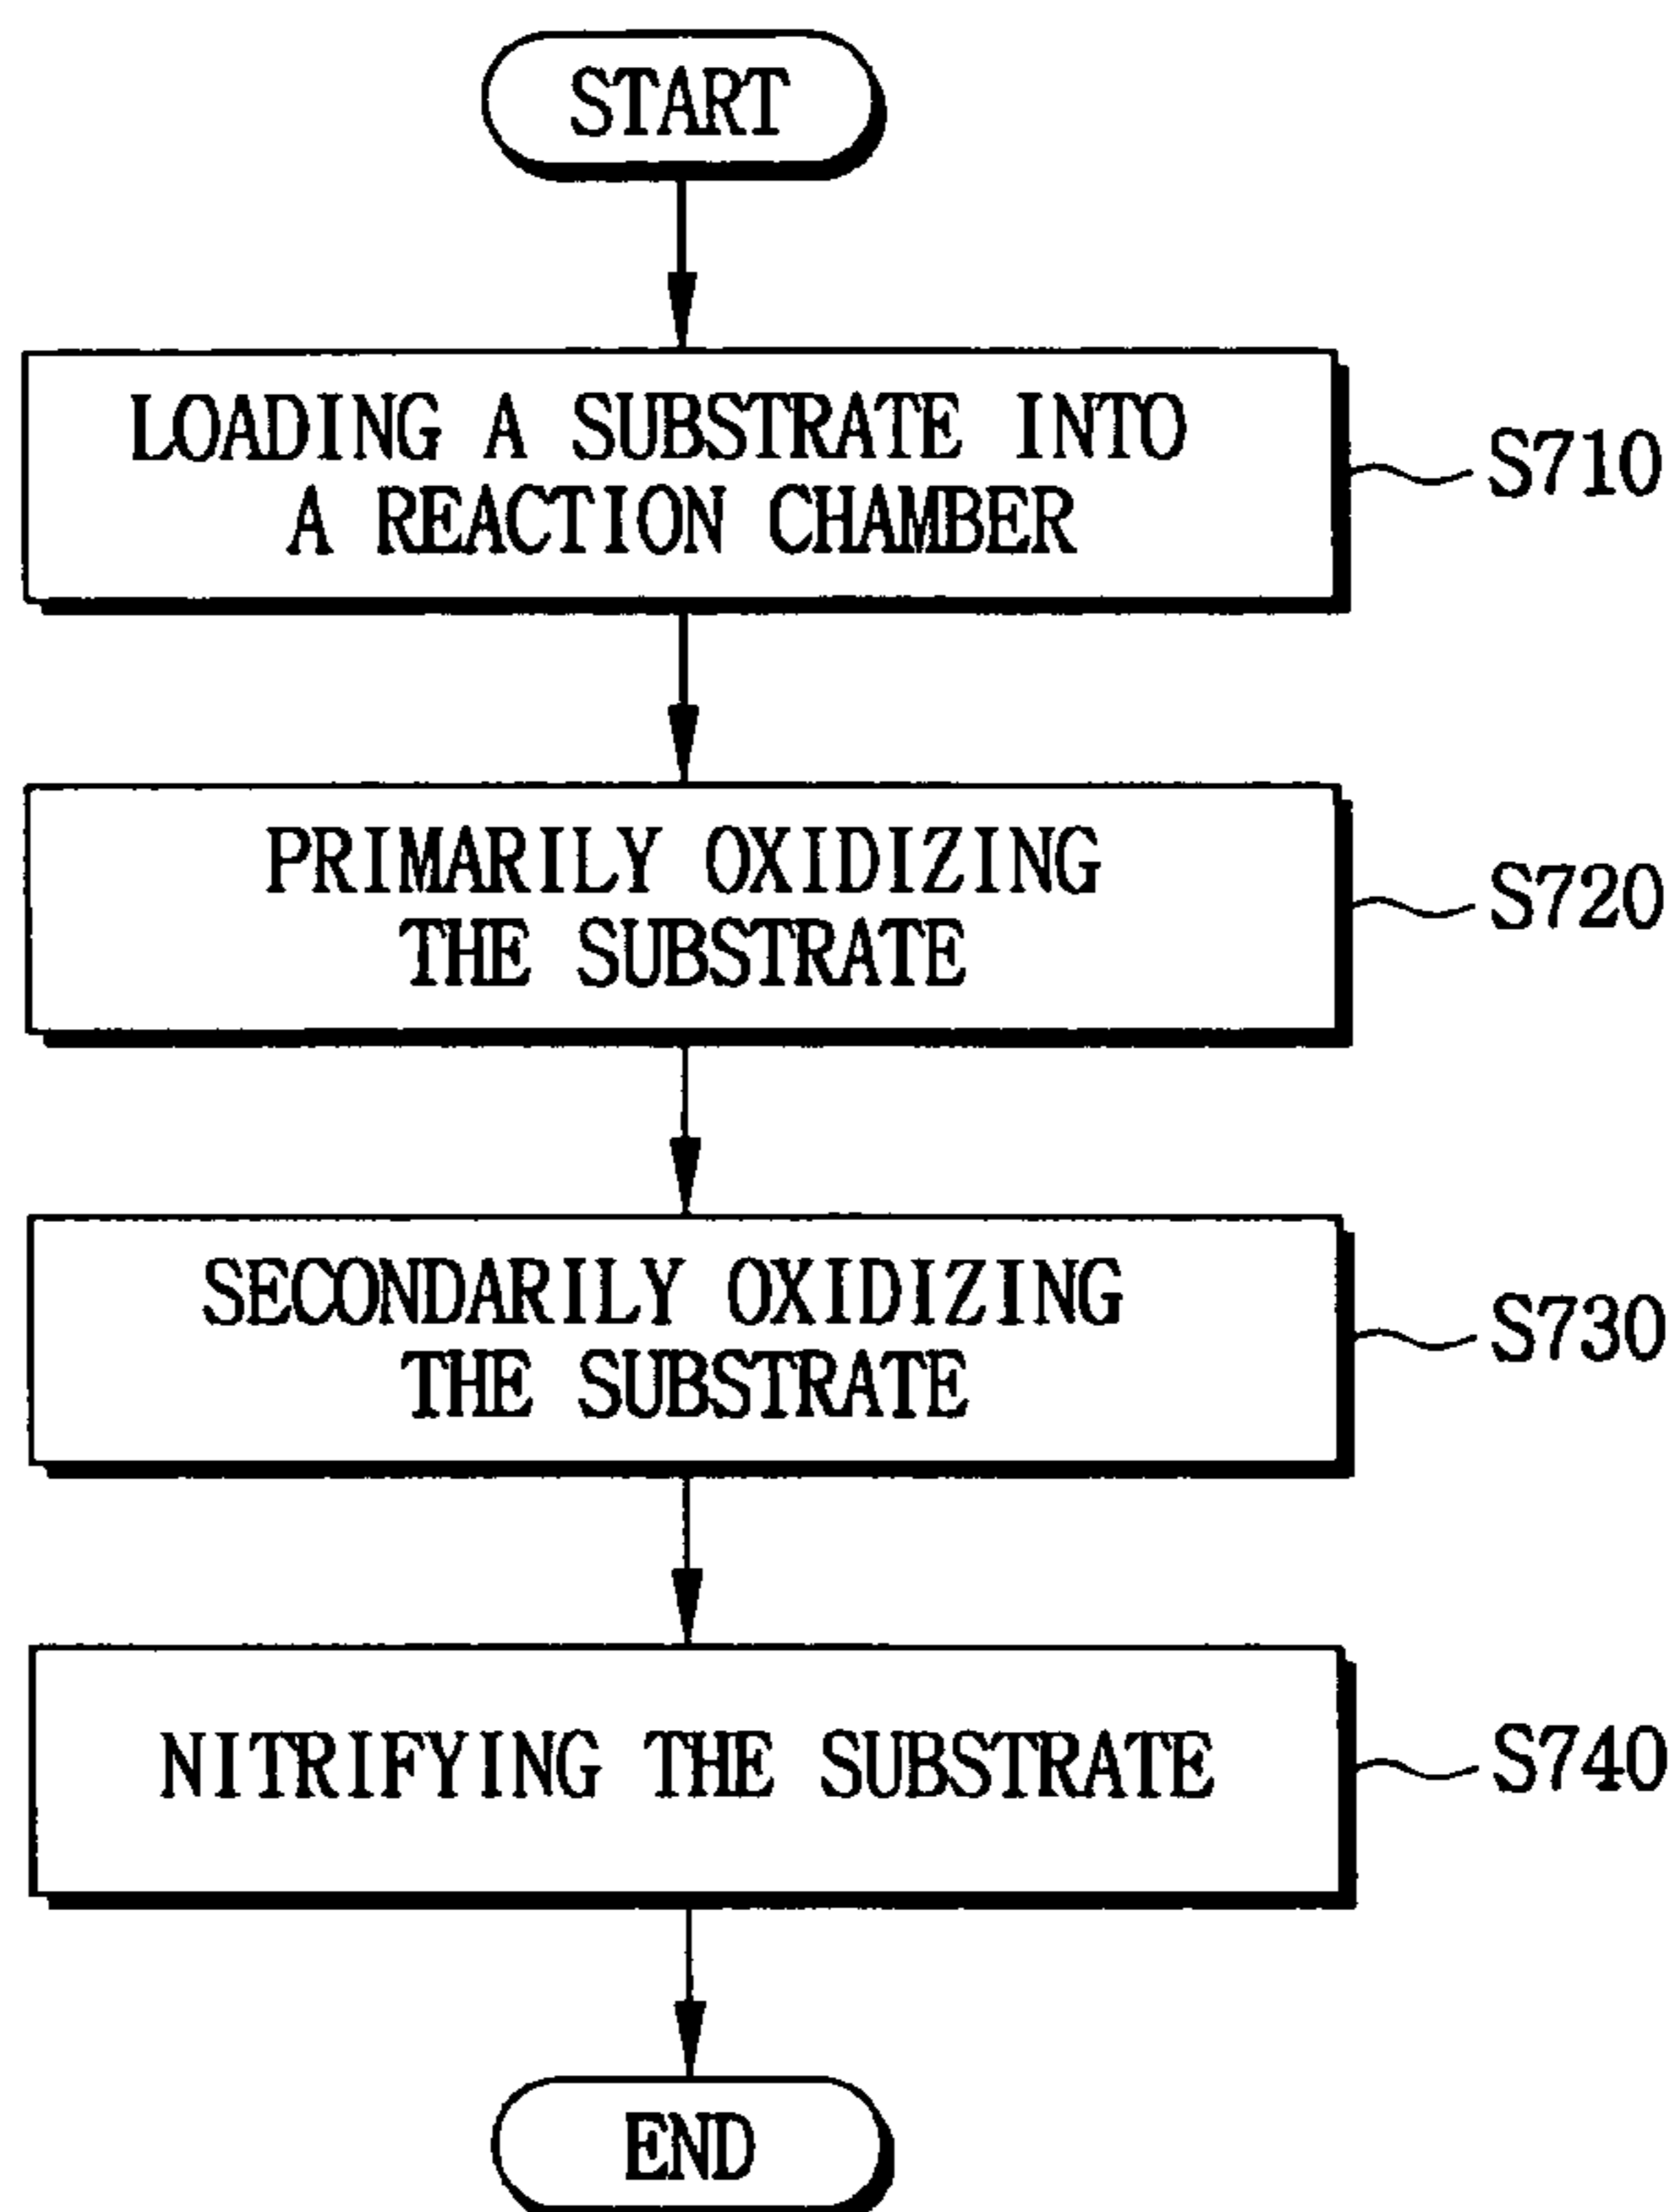 START
LOADING A SUBSTRATE INTO
A REACTION CHAMBER
S710
PRIMARILY OXIDIZING
THE SUBSTRATE
S720
SECONDARILY OXIDIZING
THE SUBSTRATE
S730
NITRIFYING THE SUBSTRATE
S740
END